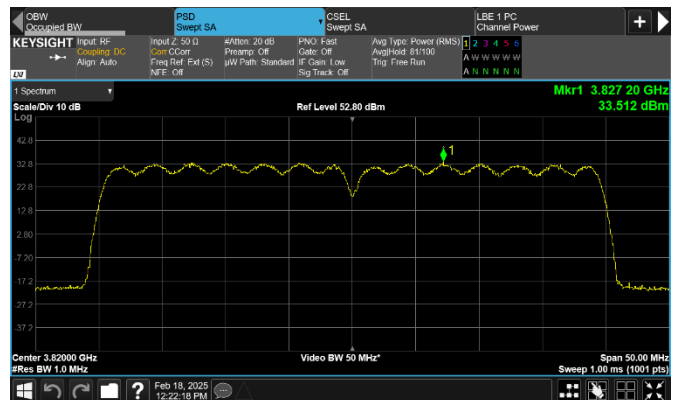 OBW
Occupied BW
PSD
Swept SA
CSEL
Swept SA
LBE 1 PC
Channel Power
KEYSIGHT
Input: RF
Coupling: DC
Align: Auto
Input Z: 50 Ω
Corr CCorr
Freq Ref: Ext (S)
NFE: Off
#Atten: 20 dB
Preamp: Off
µW Path: Standard
PNO: Fast
Gate: Off
IF Gain: Low
Sig Track: Off
Avg Type: Power (RMS)
Avg|Hold: 81/100
Trig: Free Run
1 2 3 4 5 6
A W W W W W
A N N N N N
LXI
1 Spectrum
Scale/Div 10 dB
Log
Ref Level 52.80 dBm
Mkr1 3.827 20 GHz
33.512 dBm
42.8
32.8
22.8
12.8
2.80
-7.20
-17.2
-27.2
-37.2
1
Center 3.82000 GHz
#Res BW 1.0 MHz
Video BW 50 MHz*
Span 50.00 MHz
Sweep 1.00 ms (1001 pts)
Feb 18, 2025
12:22:18 PM